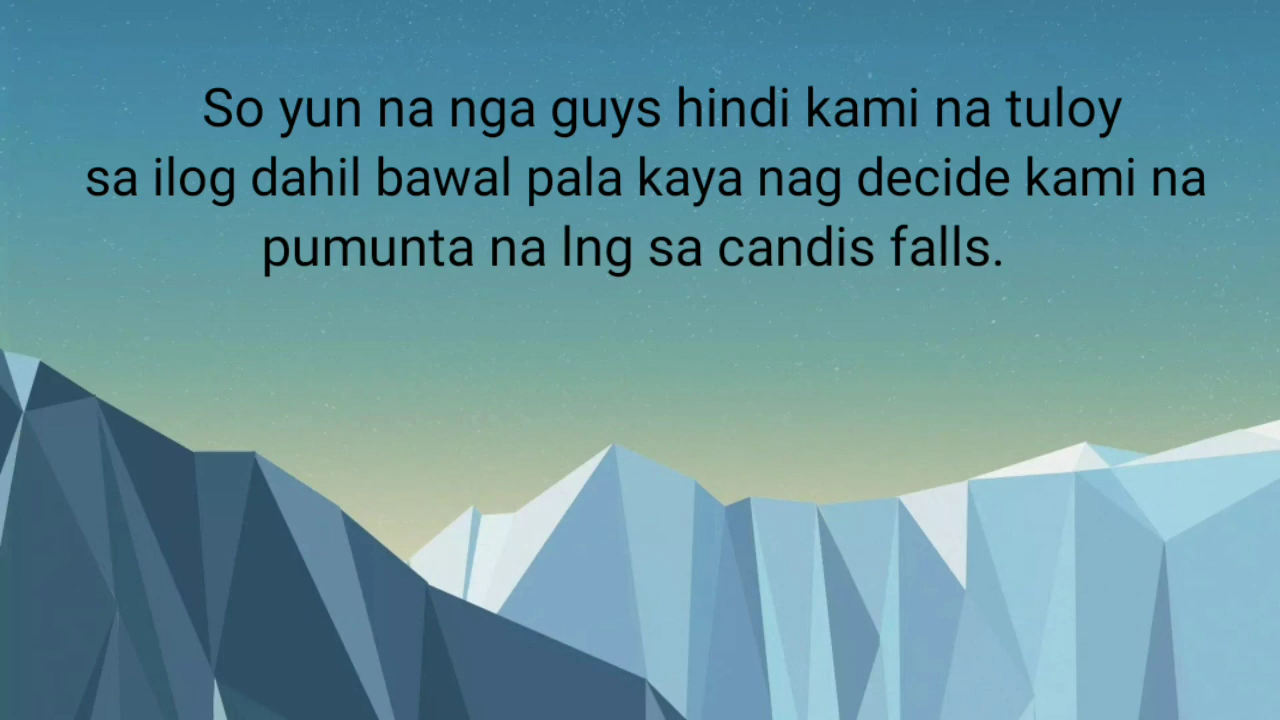 So yun na nga guys hindi kami na tuloy
sa ilog dahil bawal pala kaya nag decide kami na
pumunta na lng sa candis falls.